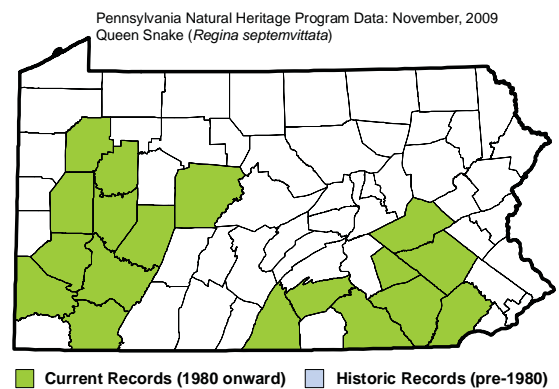 Pennsylvania Natural Heritage Program Data: November, 2009
Queen Snake (Regina septemvittata)
Current Records (1980 onward) Historic Records (pre-1980)